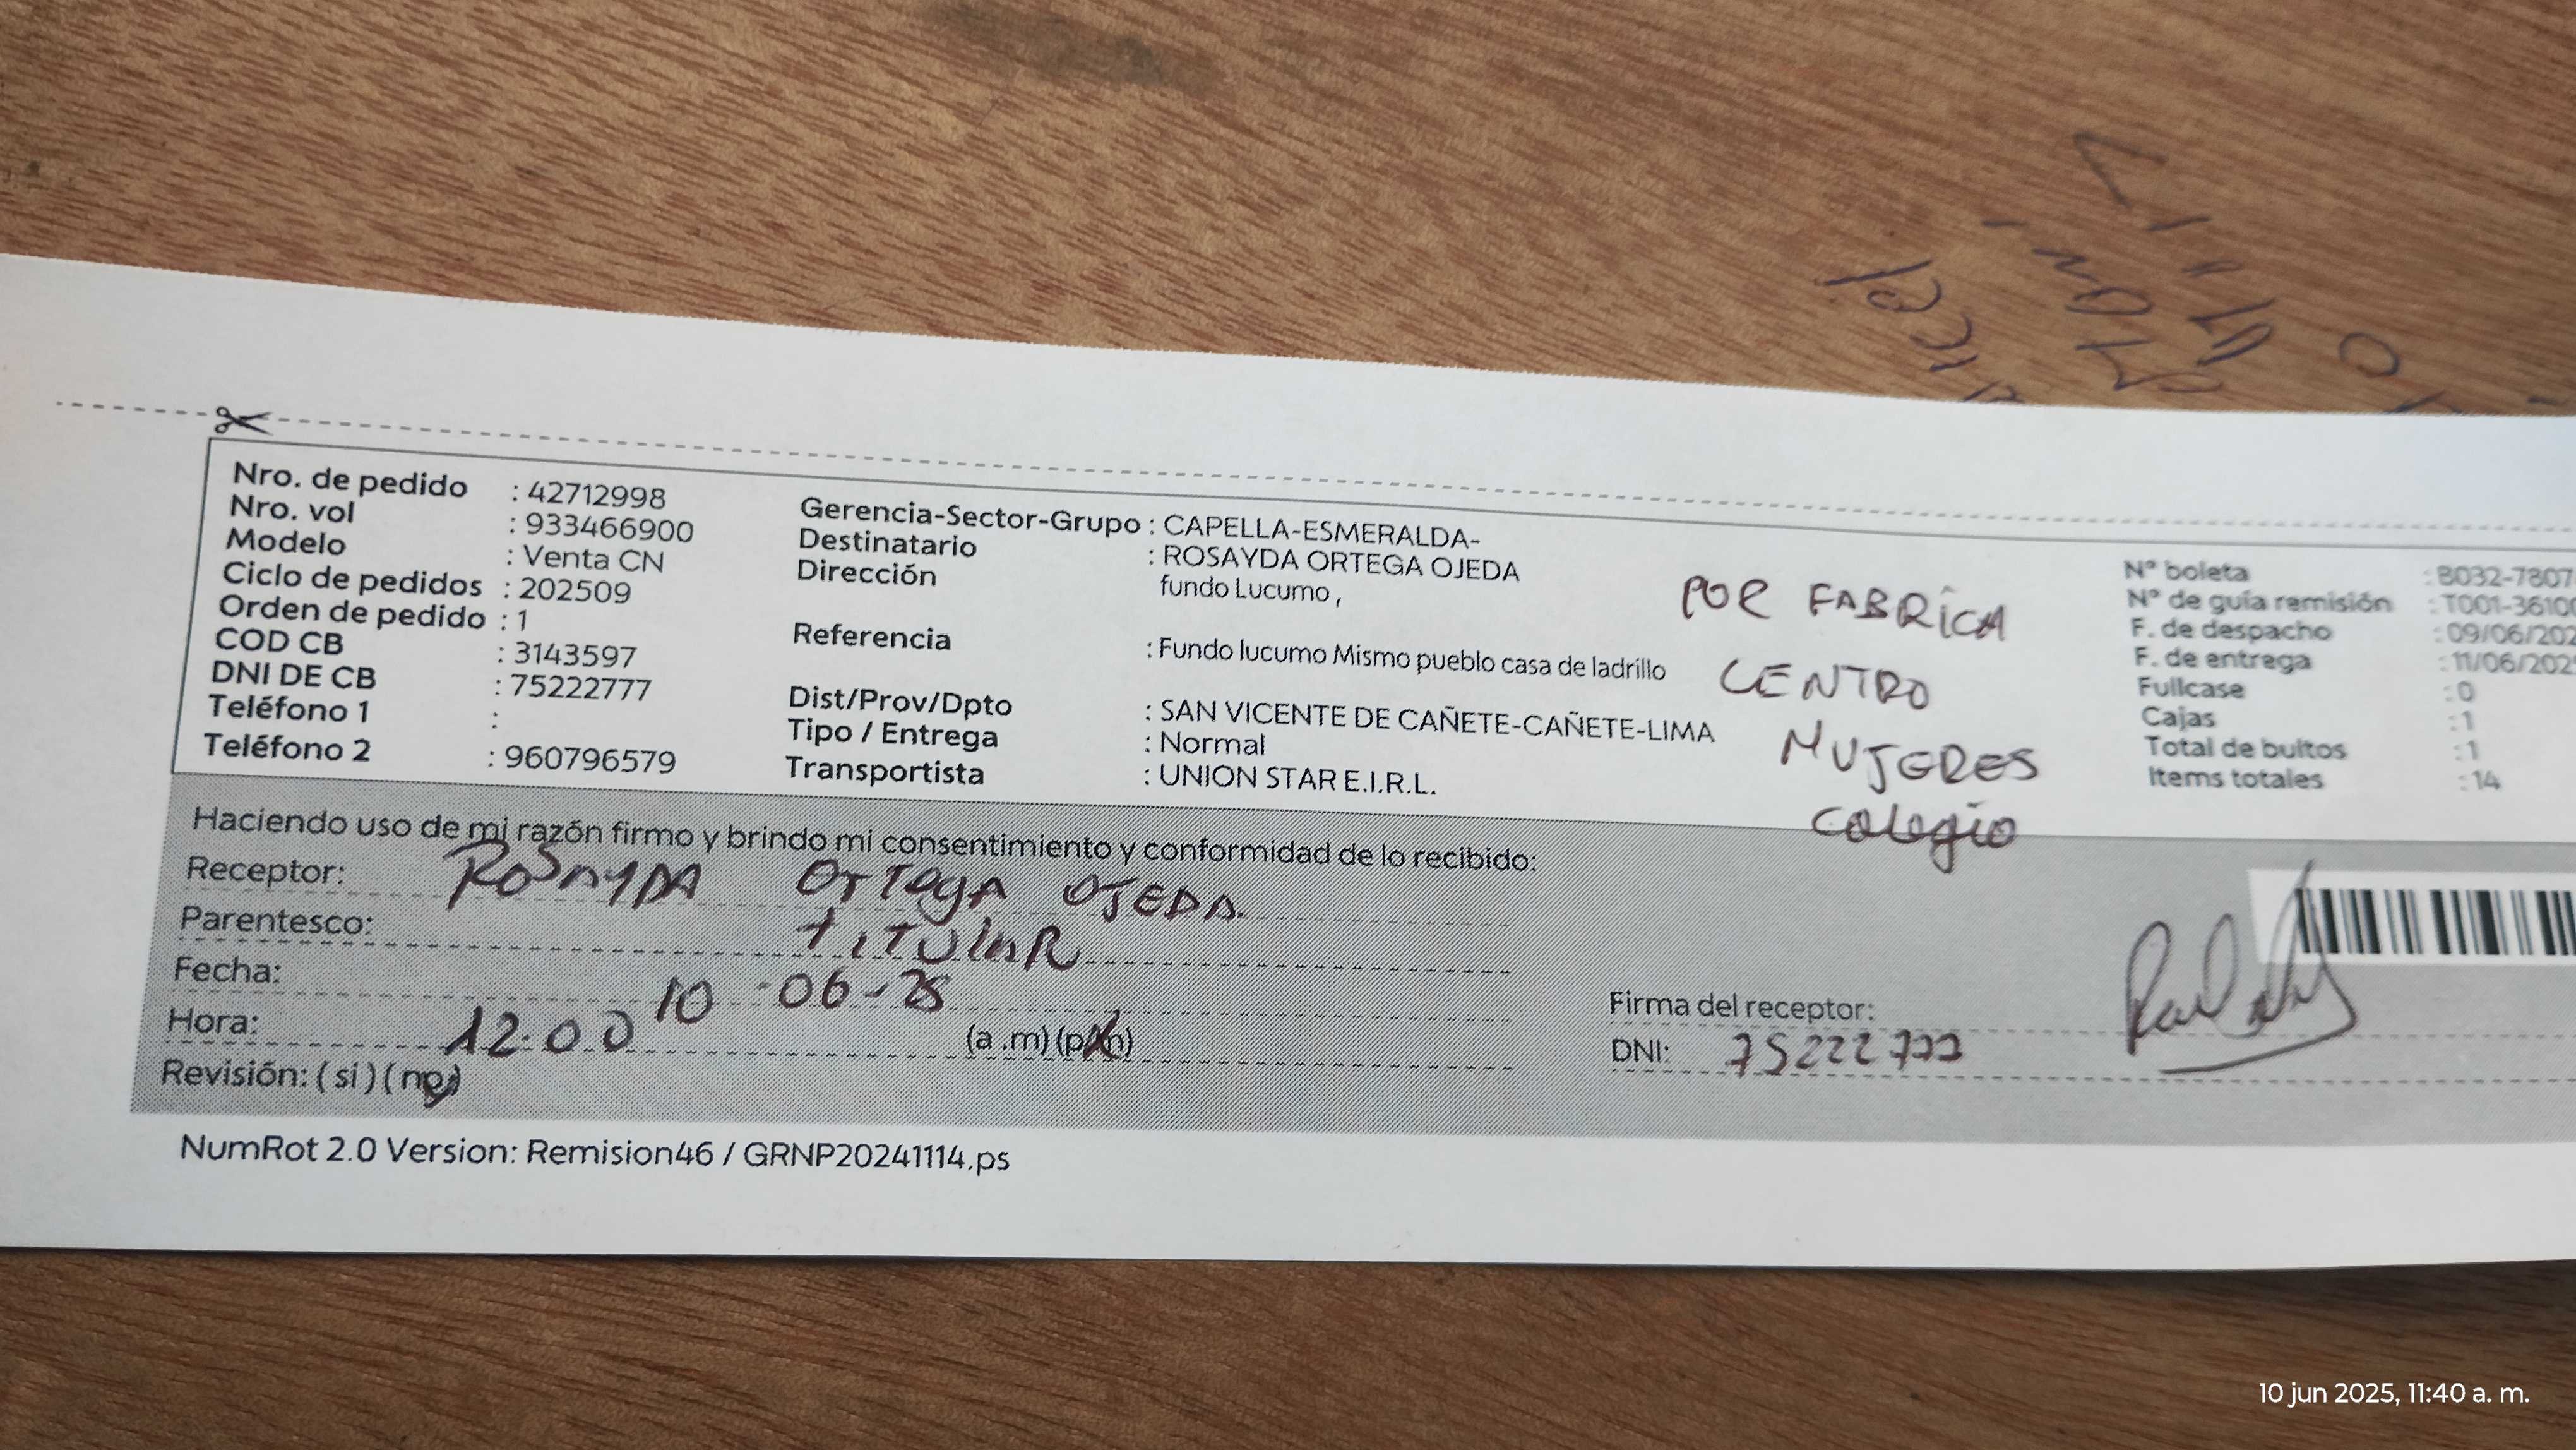 Nro. de pedido : 42712998
Nro. vol : 933466900
Modelo : Venta CN
Ciclo de pedidos : 202509
Orden de pedido : 1
COD CB : 3143597
DNI DE CB : 75222777
Teléfono 1 :
Teléfono 2 : 960796579
Gerencia-Sector-Grupo : CAPELLA-ESMERALDA-
Destinatario : ROSAYDA ORTEGA OJEDA
Dirección fundo Lucumo ,
Referencia : Fundo lucumo Mismo pueblo casa de ladrillo
Dist/Prov/Dpto : SAN VICENTE DE CAÑETE-CAÑETE-LIMA
Tipo / Entrega : Normal
Transportista : UNION STAR E.I.R.L.
POR FABRICA
CENTRO
MUJERES
colegio
Nº boleta : B032-7807
Nº de guía remisión : T001-3610
F. de despacho : 09/06/202
F. de entrega : 11/06/202
Fullcase : 0
Cajas : 1
Total de bultos : 1
Items totales : 14
Haciendo uso de mi razón firmo y brindo mi consentimiento y conformidad de lo recibido:
Receptor: ROSAYDA ORTEGA OJEDA
Parentesco: TITULAR
Fecha: 10-06-25
Hora: 12:00 (a .m) (p.m)
Revisión: ( si ) ( no )
Firma del receptor:
DNI: 75222777
NumRot 2.0 Version: Remision46 / GRNP20241114.ps
10 jun 2025, 11:40 a. m.